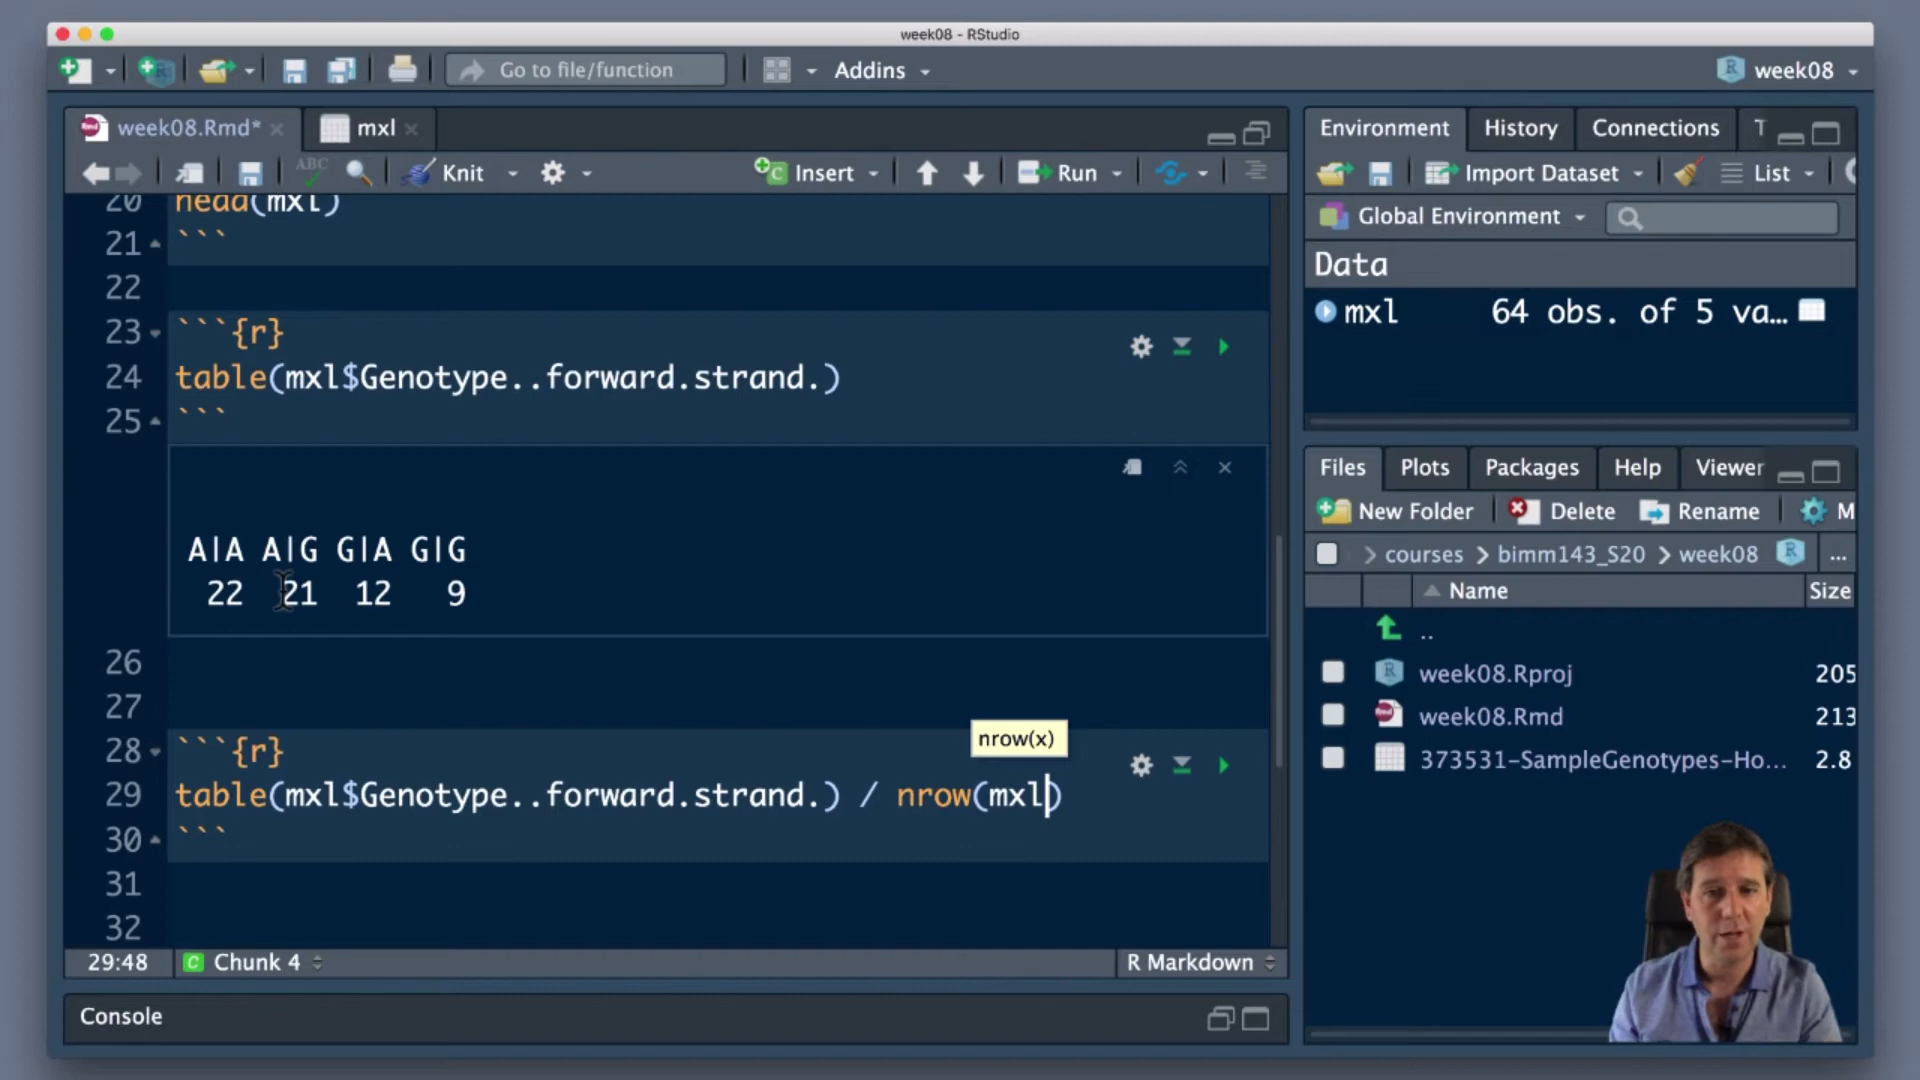 week08 - RStudio
Go to file/function
Addins
week08
week08.Rmd*
mxl
ABC
Knit
Insert
Run
20 head(mxl)
21 ```
22
23 ```{r}
24 table(mxl$Genotype..forward.strand.)
25 ```
A|A A|G G|A G|G
22 21 12 9
26
27
nrow(x)
28 ```{r}
29 table(mxl$Genotype..forward.strand.) / nrow(mxl)
30 ```
31
32
29:48
Chunk 4
R Markdown
Console
Environment
History
Connections
T
Import Dataset
List
Global Environment
Data
mxl 64 obs. of 5 va…
Files
Plots
Packages
Help
Viewer
New Folder
Delete
Rename
M
> courses > bimm143_S20 > week08
...
Name
Size
..
week08.Rproj 205
week08.Rmd 213
373531-SampleGenotypes-Ho... 2.8